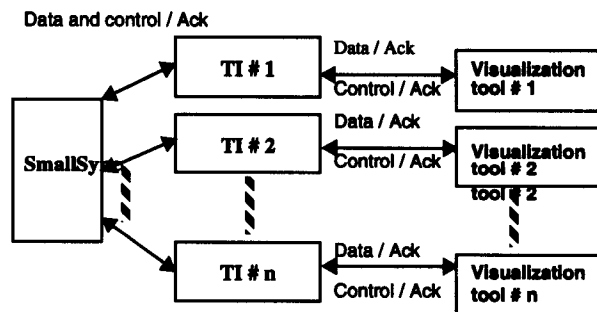 Data and control / Ack
TI # 1
Data / Ack
Control / Ack
Visualization
tool # 1
SmallSy
TI # 2
Data / Ack
Control / Ack
Visualization
tool # 2
tool # 2
TI # n
Data / Ack
Control / Ack
Visualization
tool # n